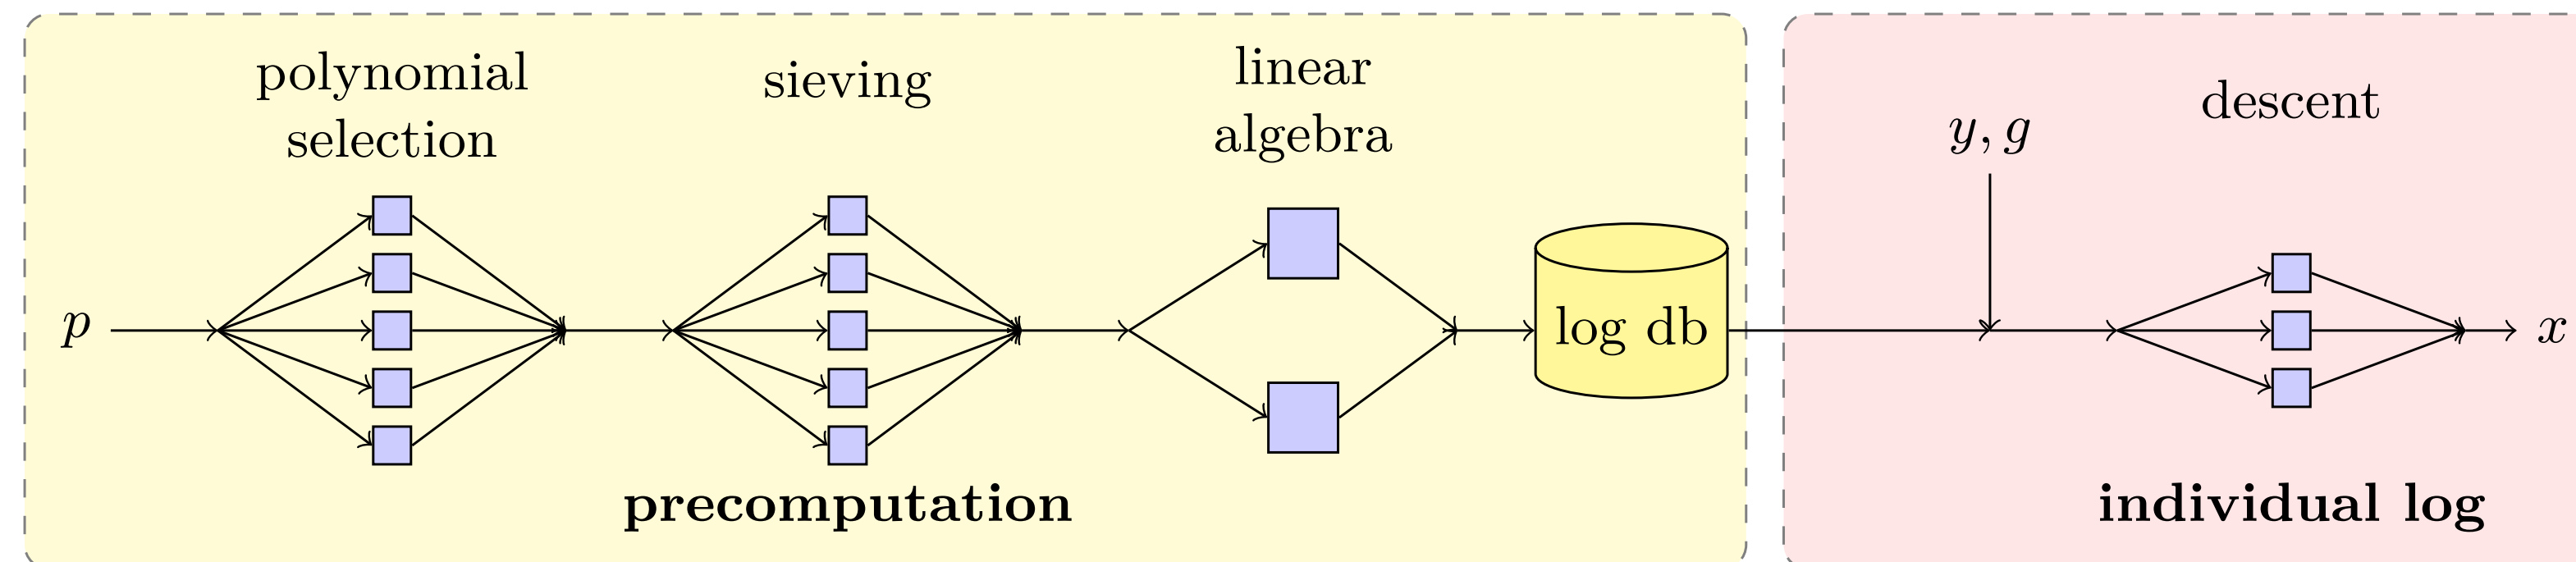 polynomial
selection
sieving
linear
algebra
p
log db
precomputation
y, g
descent
x
individual log